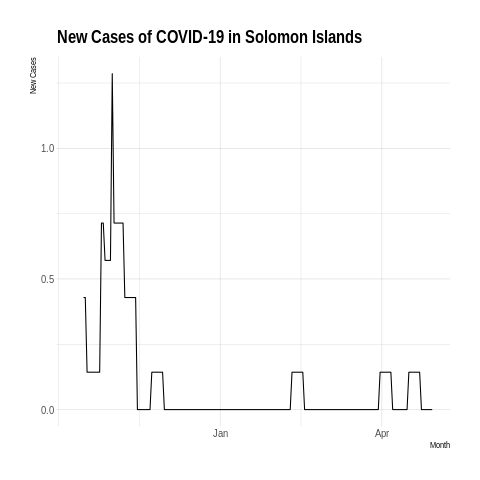 New Cases of COVID-19 in Solomon Islands
New Cases
1.0
0.5
0.0
Jan
Apr
Month